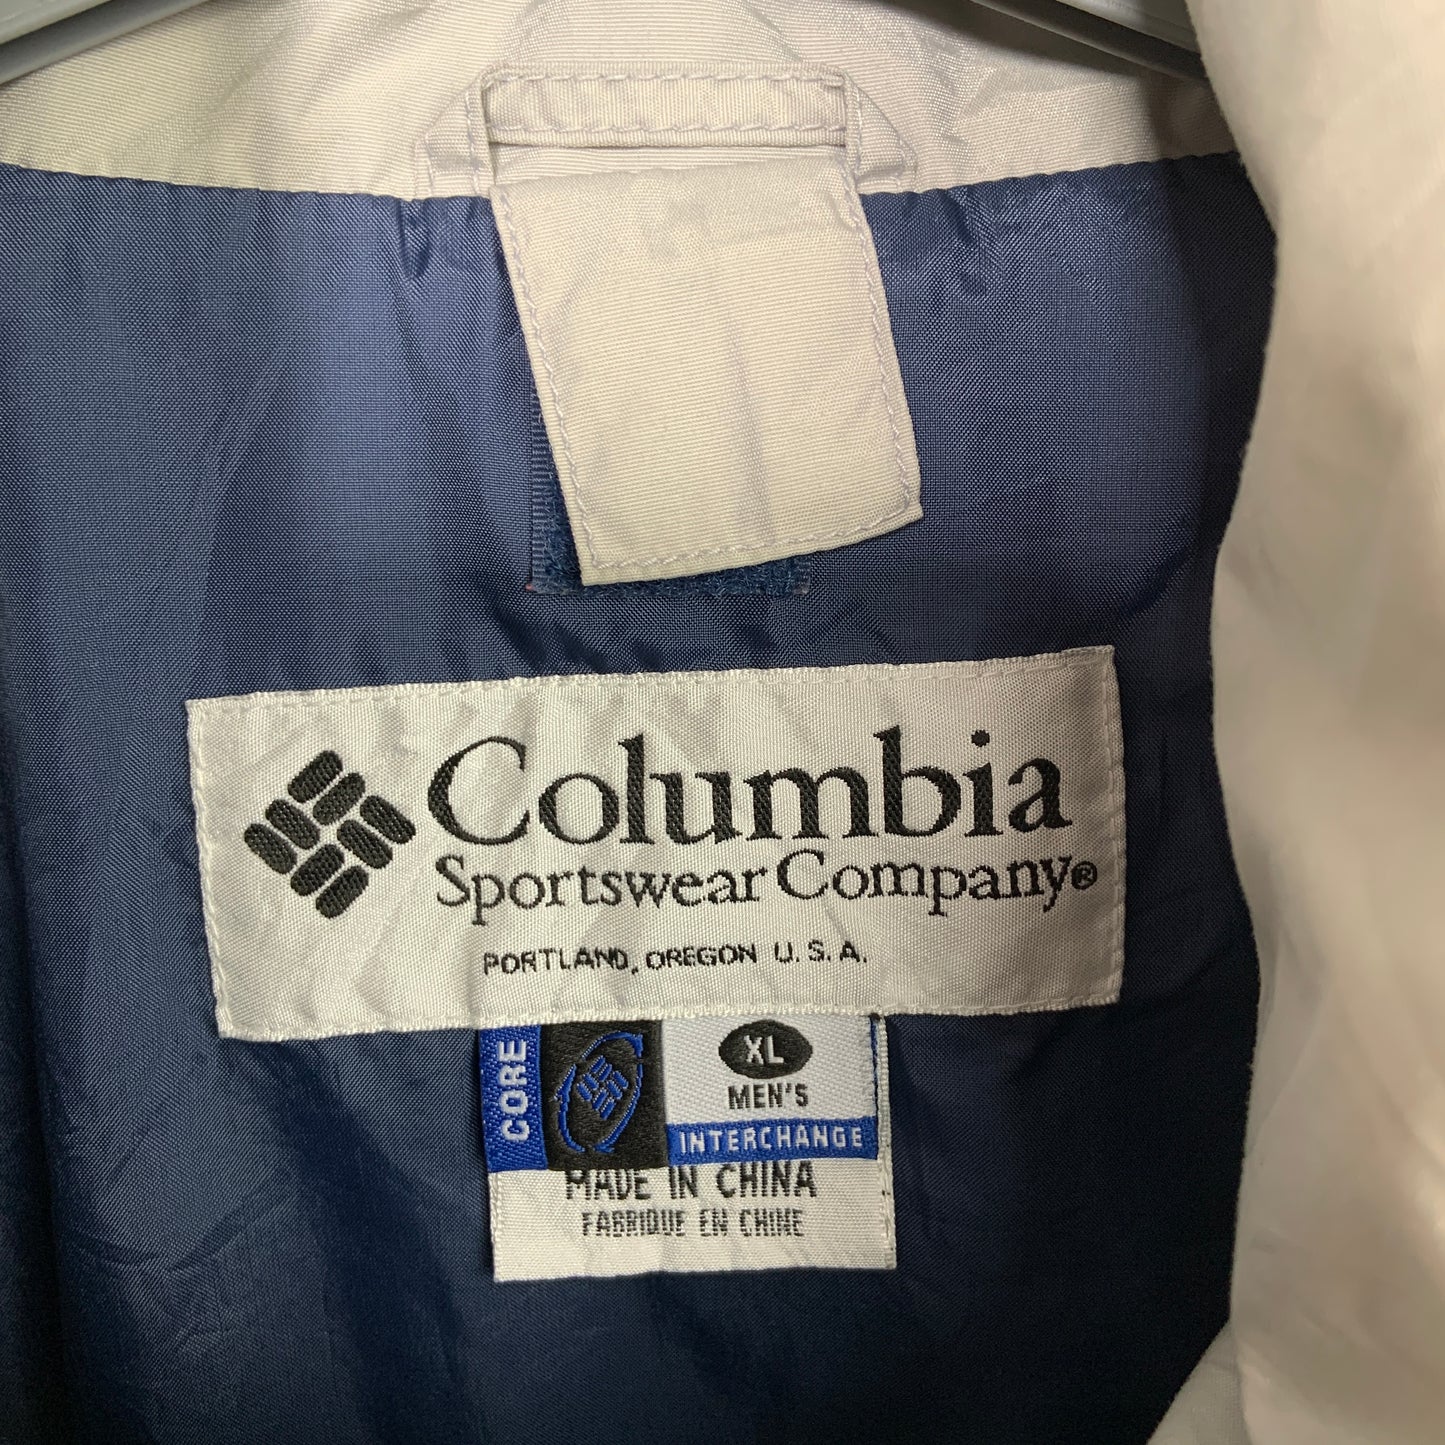 Columbia
Sportswear Company®
PORTLAND, OREGON U.S.A.
CORE
XL
MEN'S
INTERCHANGE
MADE IN CHINA
FABRIQUE EN CHINE